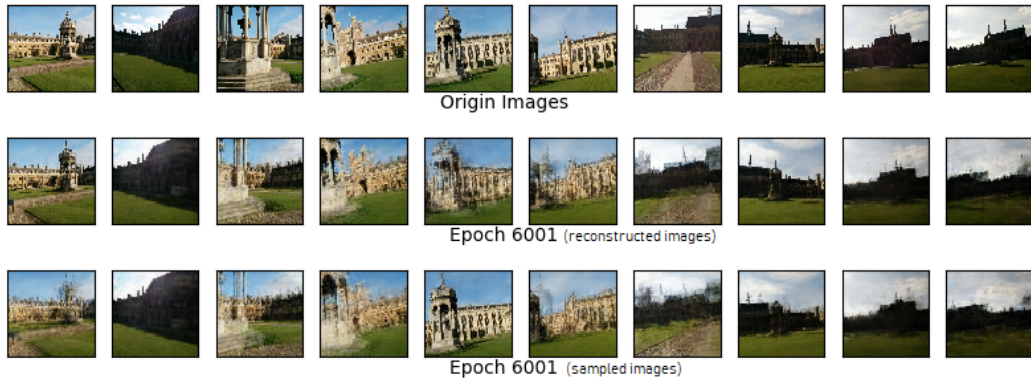 Origin Images
Epoch 6001 (reconstructed images)
Epoch 6001 (sampled images)